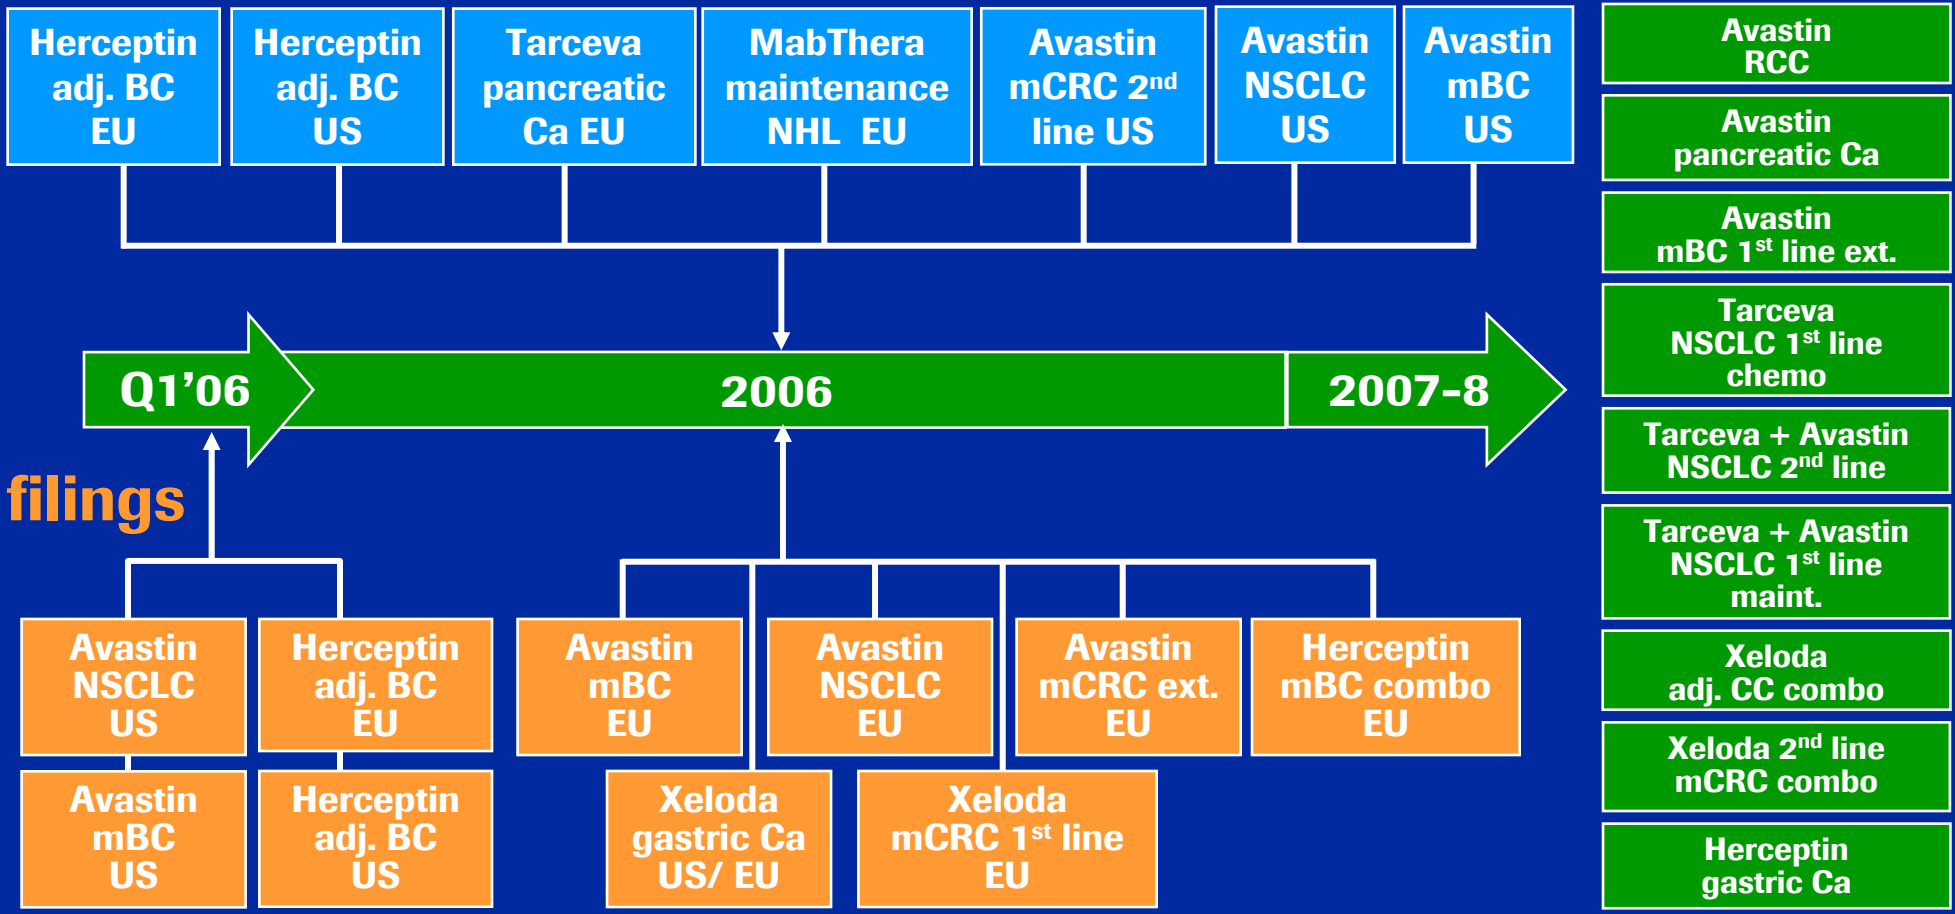 Herceptin
adj. BC
EU
Herceptin
adj. BC
US
Tarceva
pancreatic
Ca EU
MabThera
maintenance
NHL EU
Avastin
mCRC 2nd
line US
Avastin
NSCLC
US
Avastin
mBC
US
Avastin
RCC
Avastin
pancreatic Ca
Avastin
mBC 1st line ext.
Tarceva
NSCLC 1st line
chemo
Tarceva + Avastin
NSCLC 2nd line
Tarceva + Avastin
NSCLC 1st line
maint.
Xeloda
adj. CC combo
Xeloda 2nd line
mCRC combo
Herceptin
gastric Ca
Q1’06
2006
2007-8
filings
Avastin
NSCLC
US
Herceptin
adj. BC
EU
Avastin
mBC
EU
Avastin
NSCLC
EU
Avastin
mCRC ext.
EU
Herceptin
mBC combo
EU
Avastin
mBC
US
Herceptin
adj. BC
US
Xeloda
gastric Ca
US/ EU
Xeloda
mCRC 1st line
EU